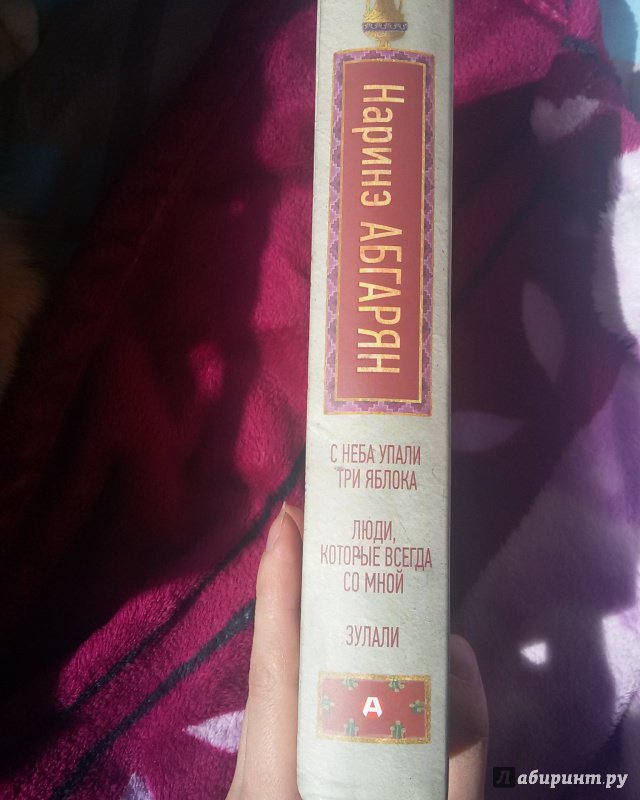 Наринэ АБГАРЯН
С НЕБА УПАЛИ
ТРИ ЯБЛОКА
ЛЮДИ,
КОТОРЫЕ ВСЕГДА
СО МНОЙ
ЗУЛАЛИ
А
Лабиринт.ру